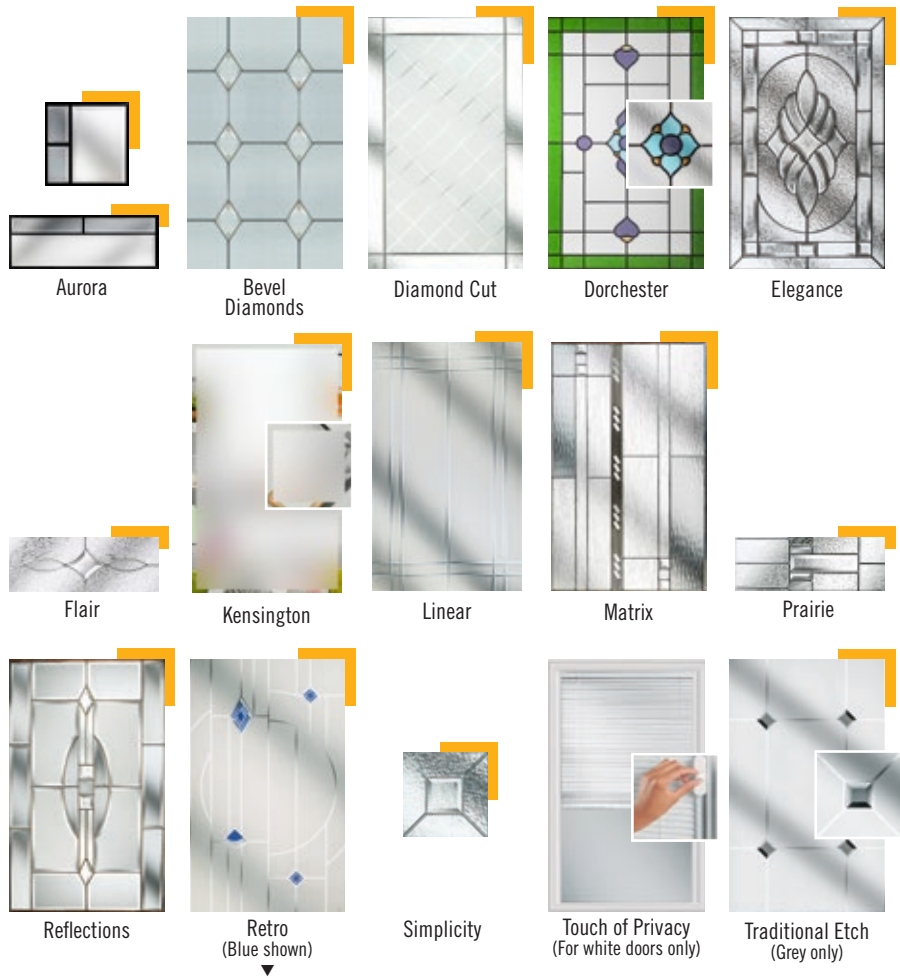 Aurora
Bevel
Diamonds
Diamond Cut
Dorchester
Elegance
Flair
Kensington
Linear
Matrix
Prairie
Reflections
Retro
(Blue shown)
▼
Simplicity
Touch of Privacy
(For white doors only)
Traditional Etch
(Grey only)